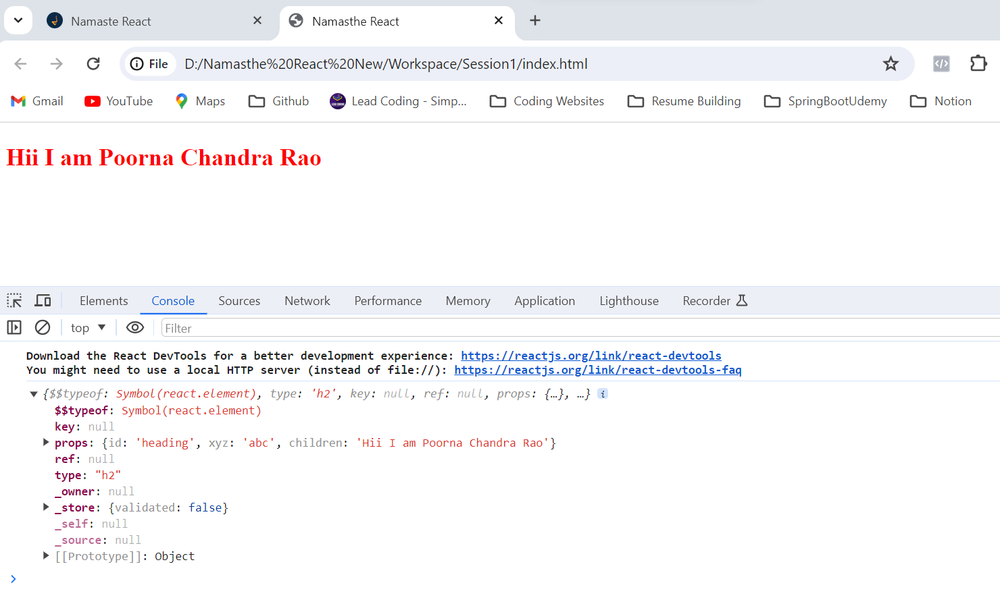 Namaste React
Namasthe React
File D:/Namasthe%20React%20New/Workspace/Session1/index.html
Gmail YouTube Maps Github Lead Coding - Simp... Coding Websites Resume Building SpringBootUdemy Notion
Hii I am Poorna Chandra Rao
Elements Console Sources Network Performance Memory Application Lighthouse Recorder
top Filter
Download the React DevTools for a better development experience: https://reactjs.org/link/react-devtools
You might need to use a local HTTP server (instead of file://): https://reactjs.org/link/react-devtools-faq
{$$typeof: Symbol(react.element), type: 'h2', key: null, ref: null, props: {…}, …} i
$$typeof: Symbol(react.element)
key: null
props: {id: 'heading', xyz: 'abc', children: 'Hii I am Poorna Chandra Rao'}
ref: null
type: "h2"
_owner: null
_store: {validated: false}
_self: null
_source: null
[[Prototype]]: Object